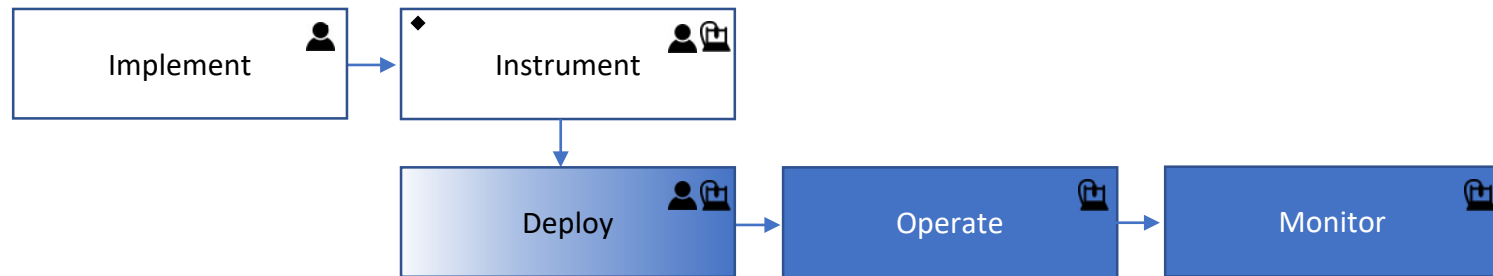 Implement
Instrument
Deploy
Operate
Monitor